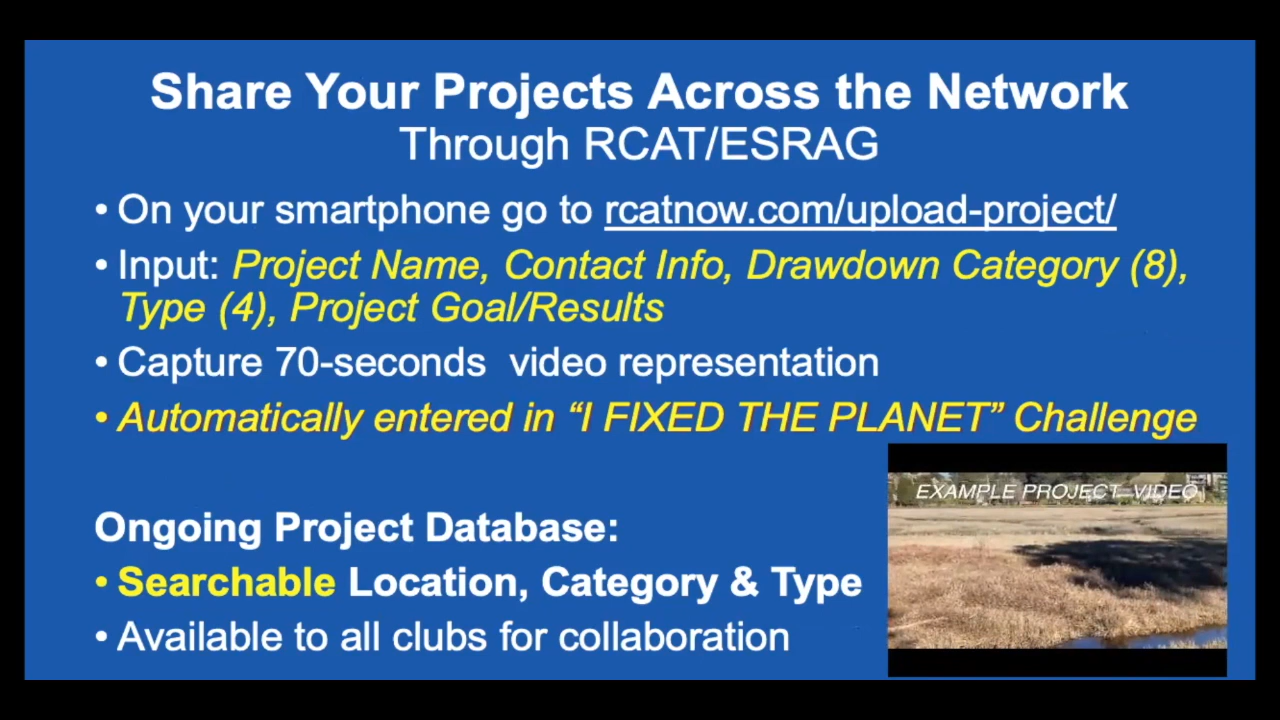 Share Your Projects Across the Network
Through RCAT/ESRAG
• On your smartphone go to rcatnow.com/upload-project/
• Input: Project Name, Contact Info, Drawdown Category (8),
Type (4), Project Goal/Results
• Capture 70-seconds  video representation
• Automatically entered in “I FIXED THE PLANET” Challenge
EXAMPLE PROJECT VIDEO
Ongoing Project Database:
• Searchable Location, Category & Type
• Available to all clubs for collaboration